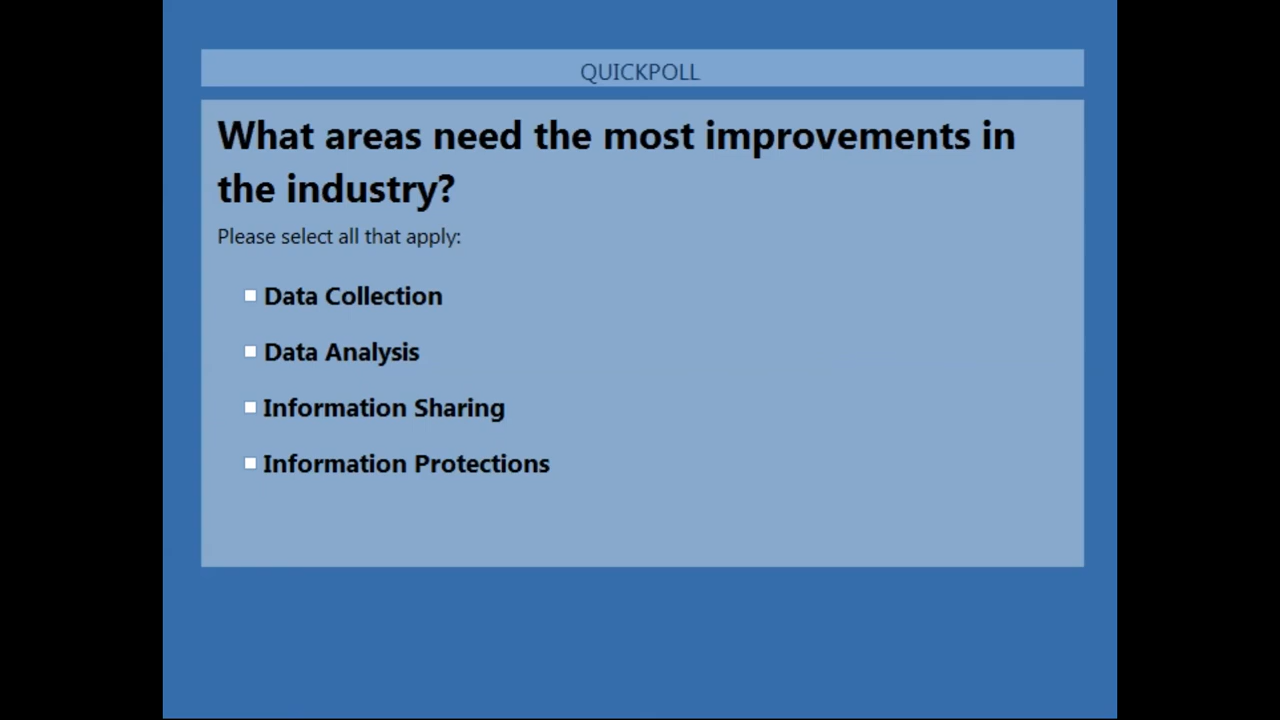 QUICKPOLL
What areas need the most improvements in
the industry?
Please select all that apply:
Data Collection
Data Analysis
Information Sharing
Information Protections